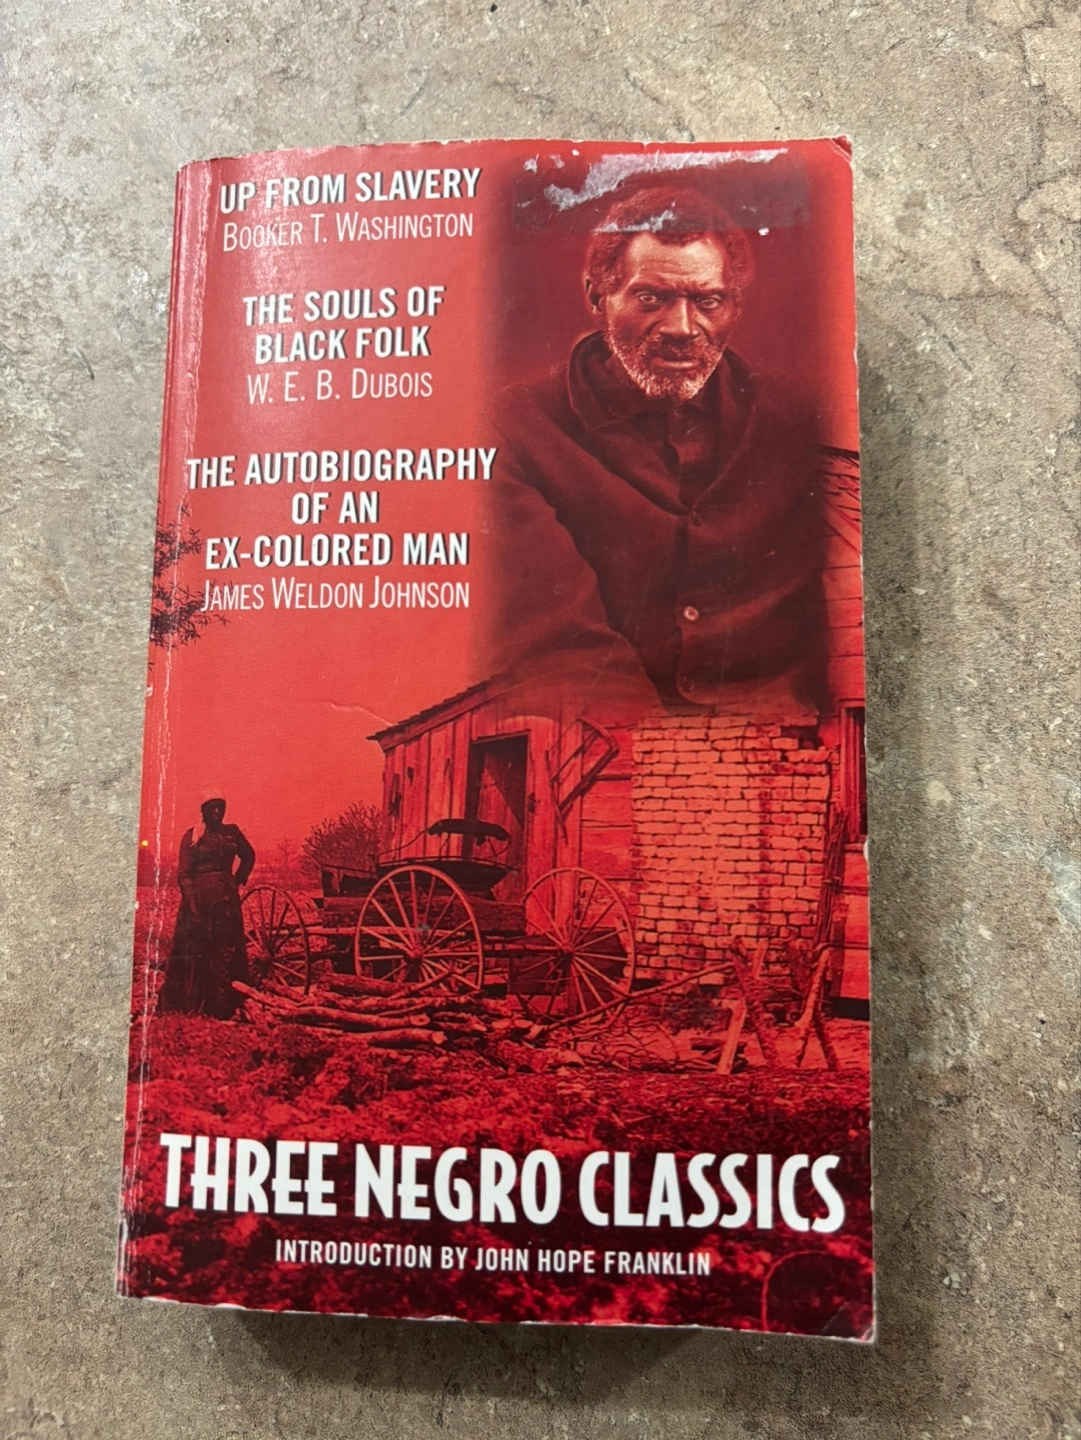 UP FROM SLAVERY
BOOKER T. WASHINGTON
THE SOULS OF
BLACK FOLK
W. E. B. DUBOIS
THE AUTOBIOGRAPHY
OF AN
EX-COLORED MAN
JAMES WELDON JOHNSON
THREE NEGRO CLASSICS
INTRODUCTION BY JOHN HOPE FRANKLIN